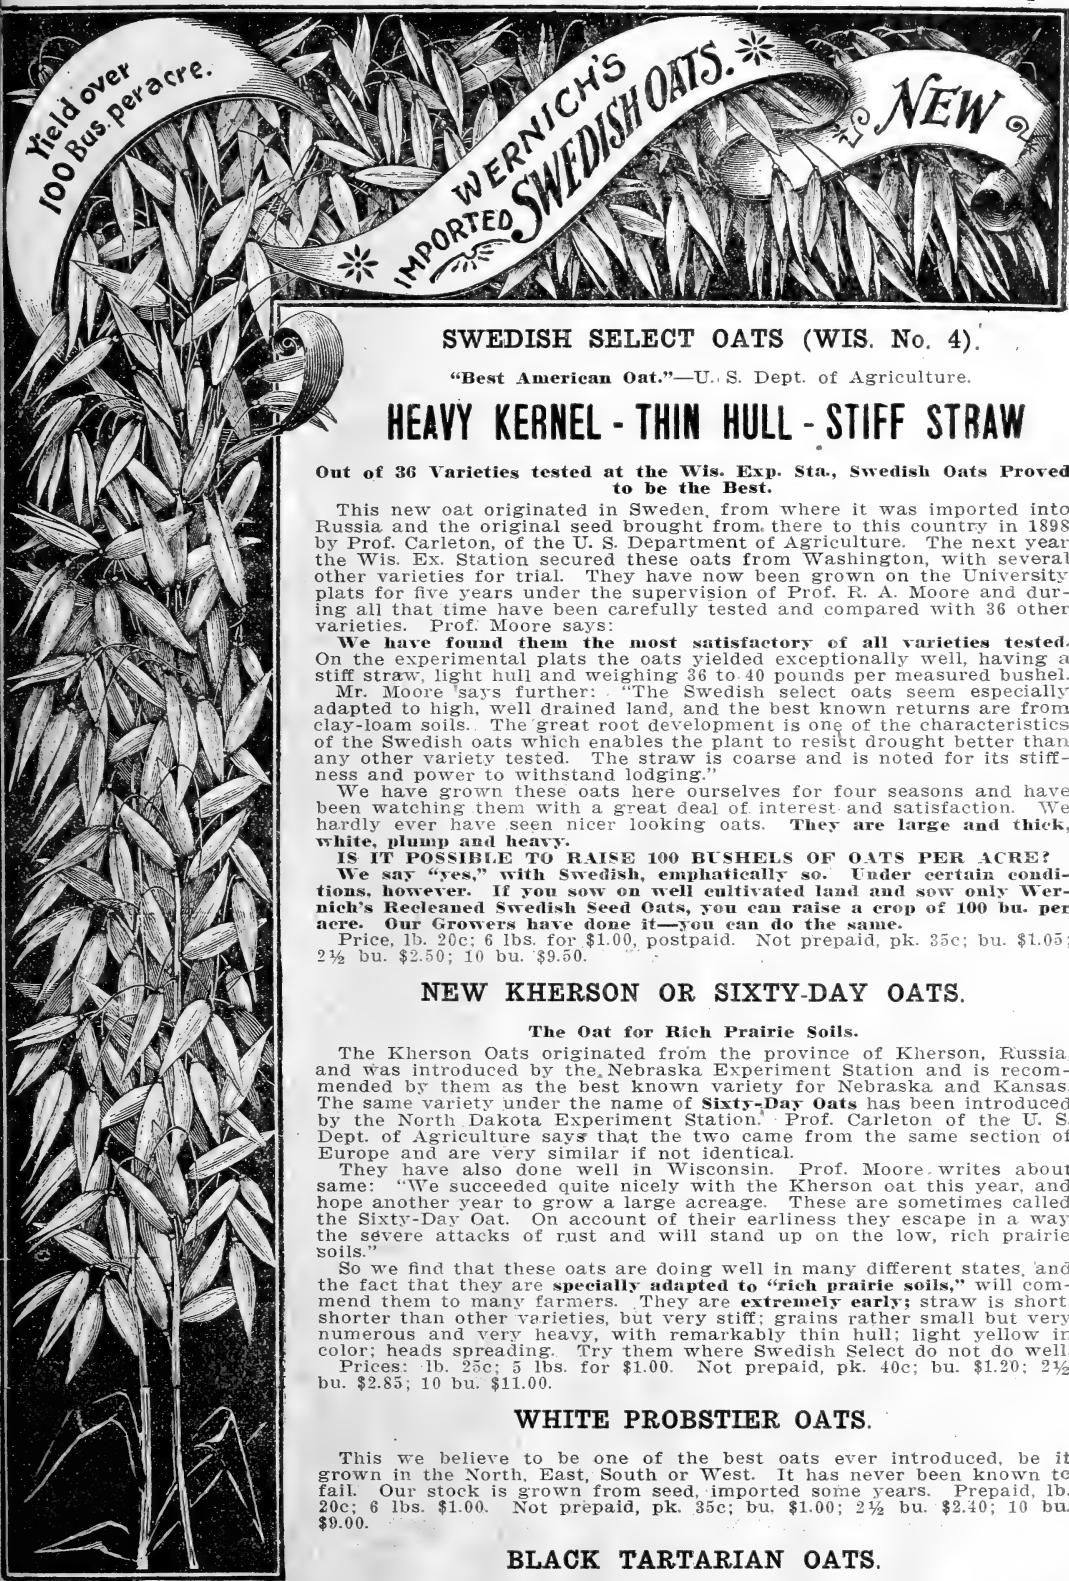 Yield over
100 Bus. per acre.
WERNICH'S
IMPORTED SWEDISH OATS.
NEW
SWEDISH SELECT OATS (WIS. No. 4).
"Best American Oat."—U. S. Dept. of Agriculture.
HEAVY KERNEL - THIN HULL - STIFF STRAW
Out of 36 Varieties tested at the Wis. Exp. Sta., Swedish Oats Proved
to be the Best.
This new oat originated in Sweden, from where it was imported into
Russia and the original seed brought from there to this country in 1898
by Prof. Carleton, of the U. S. Department of Agriculture. The next year
the Wis. Ex. Station secured these oats from Washington, with several
other varieties for trial. They have now been grown on the University
plats for five years under the supervision of Prof. R. A. Moore and dur-
ing all that time have been carefully tested and compared with 36 other
varieties. Prof. Moore says:
We have found them the most satisfactory of all varieties tested.
On the experimental plats the oats yielded exceptionally well, having a
stiff straw, light hull and weighing 36 to 40 pounds per measured bushel.
Mr. Moore says further: "The Swedish select oats seem especially
adapted to high, well drained land, and the best known returns are from
clay-loam soils. The great root development is one of the characteristics
of the Swedish oats which enables the plant to resist drought better than
any other variety tested. The straw is coarse and is noted for its stiff-
ness and power to withstand lodging."
We have grown these oats here ourselves for four seasons and have
been watching them with a great deal of interest and satisfaction. We
hardly ever have seen nicer looking oats. They are large and thick,
white, plump and heavy.
IS IT POSSIBLE TO RAISE 100 BUSHELS OF OATS PER ACRE?
We say "yes," with Swedish, emphatically so. Under certain condi-
tions, however. If you sow on well cultivated land and sow only Wer-
nich's Recleaned Swedish Seed Oats, you can raise a crop of 100 bu. per
acre. Our Growers have done it—you can do the same.
Price, lb. 20c; 6 lbs. for $1.00, postpaid. Not prepaid, pk. 35c; bu. $1.05;
2½ bu. $2.50; 10 bu. $9.50.
NEW KHERSON OR SIXTY-DAY OATS.
The Oat for Rich Prairie Soils.
The Kherson Oats originated from the province of Kherson, Russia
and was introduced by the Nebraska Experiment Station and is recom-
mended by them as the best known variety for Nebraska and Kansas.
The same variety under the name of Sixty-Day Oats has been introduced
by the North Dakota Experiment Station. Prof. Carleton of the U. S.
Dept. of Agriculture says that the two came from the same section of
Europe and are very similar if not identical.
They have also done well in Wisconsin. Prof. Moore writes about
same: "We succeeded quite nicely with the Kherson oat this year, and
hope another year to grow a large acreage. These are sometimes called
the Sixty-Day Oat. On account of their earliness they escape in a way
the severe attacks of rust and will stand up on the low, rich prairie
soils."
So we find that these oats are doing well in many different states, and
the fact that they are specially adapted to "rich prairie soils," will com-
mend them to many farmers. They are extremely early; straw is short,
shorter than other varieties, but very stiff; grains rather small but very
numerous and very heavy, with remarkably thin hull; light yellow in
color; heads spreading. Try them where Swedish Select do not do well.
Prices: lb. 25c; 5 lbs. for $1.00. Not prepaid, pk. 40c; bu. $1.20; 2½
bu. $2.85; 10 bu. $11.00.
WHITE PROBSTIER OATS.
This we believe to be one of the best oats ever introduced, be it
grown in the North, East, South or West. It has never been known to
fail. Our stock is grown from seed, imported some years. Prepaid, lb.
20c; 6 lbs. $1.00. Not prepaid, pk. 35c; bu. $1.00; 2½ bu. $2.40; 10 bu.
$9.00.
BLACK TARTARIAN OATS.